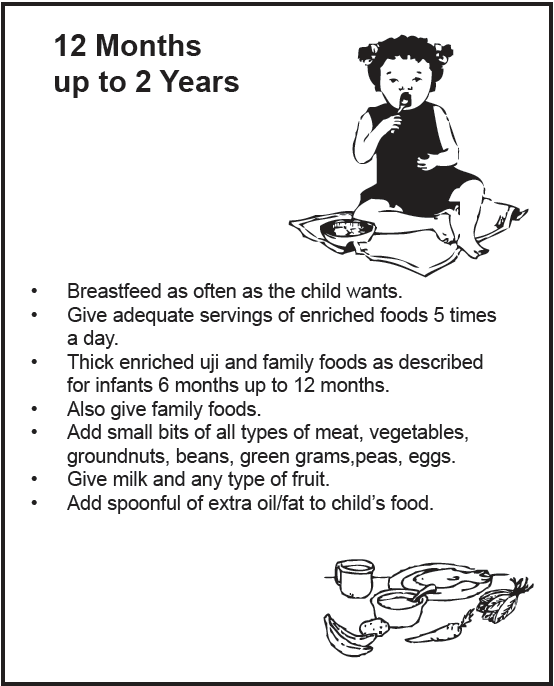 12 Months
up to 2 Years
• Breastfeed as often as the child wants.
• Give adequate servings of enriched foods 5 times
a day.
• Thick enriched uji and family foods as described
for infants 6 months up to 12 months.
• Also give family foods.
• Add small bits of all types of meat, vegetables,
groundnuts, beans, green grams,peas, eggs.
• Give milk and any type of fruit.
• Add spoonful of extra oil/fat to child's food.